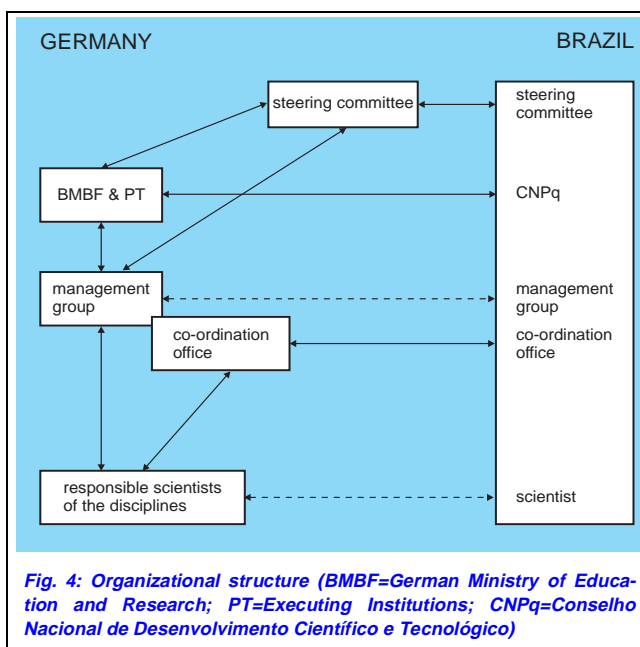 GERMANY
BRAZIL
steering committee
steering
committee
BMBF & PT
CNPq
management
group
management
group
co-ordination
office
co-ordination
office
responsible scientists
of the disciplines
scientist
Fig. 4: Organizational structure (BMBF=German Ministry of Educa-
tion and Research; PT=Executing Institutions; CNPq=Conselho
Nacional de Desenvolvimento Científico e Tecnológico)